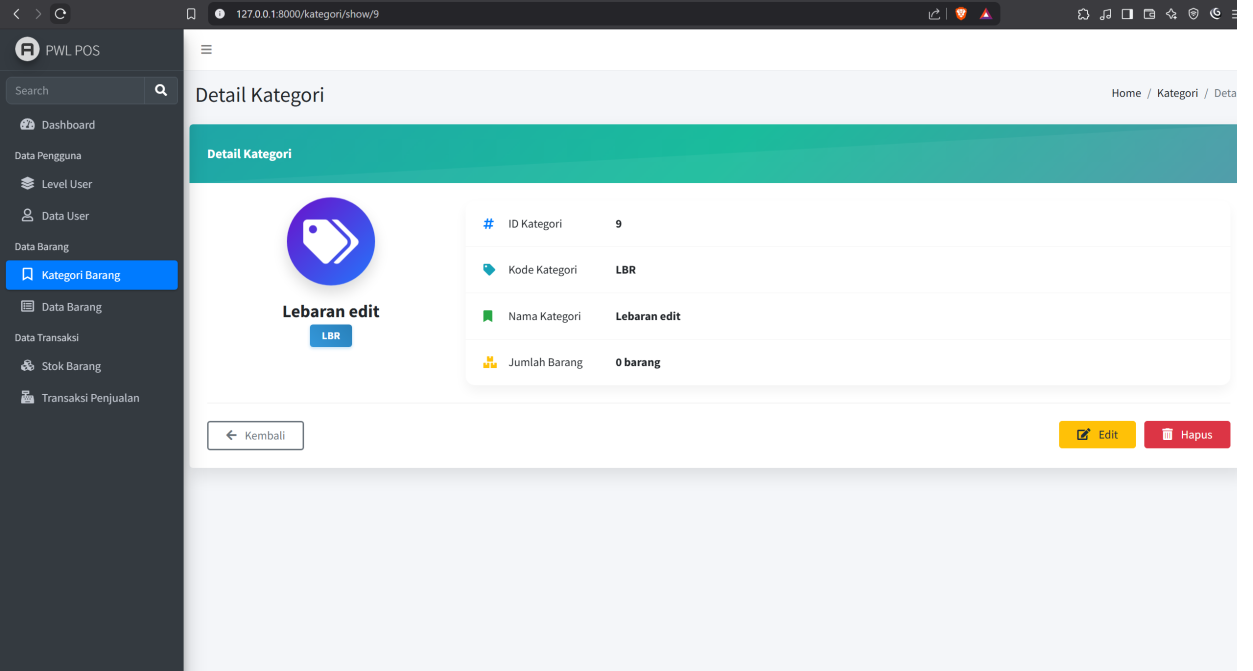 127.0.0.1:8000/kategori/show/9
PWL POS
Search
Dashboard
Data Pengguna
Level User
Data User
Data Barang
Kategori Barang
Data Barang
Data Transaksi
Stok Barang
Transaksi Penjualan
Detail Kategori
Home / Kategori / Deta
Detail Kategori
Lebaran edit
LBR
# ID Kategori 9
Kode Kategori LBR
Nama Kategori Lebaran edit
Jumlah Barang 0 barang
Kembali
Edit
Hapus